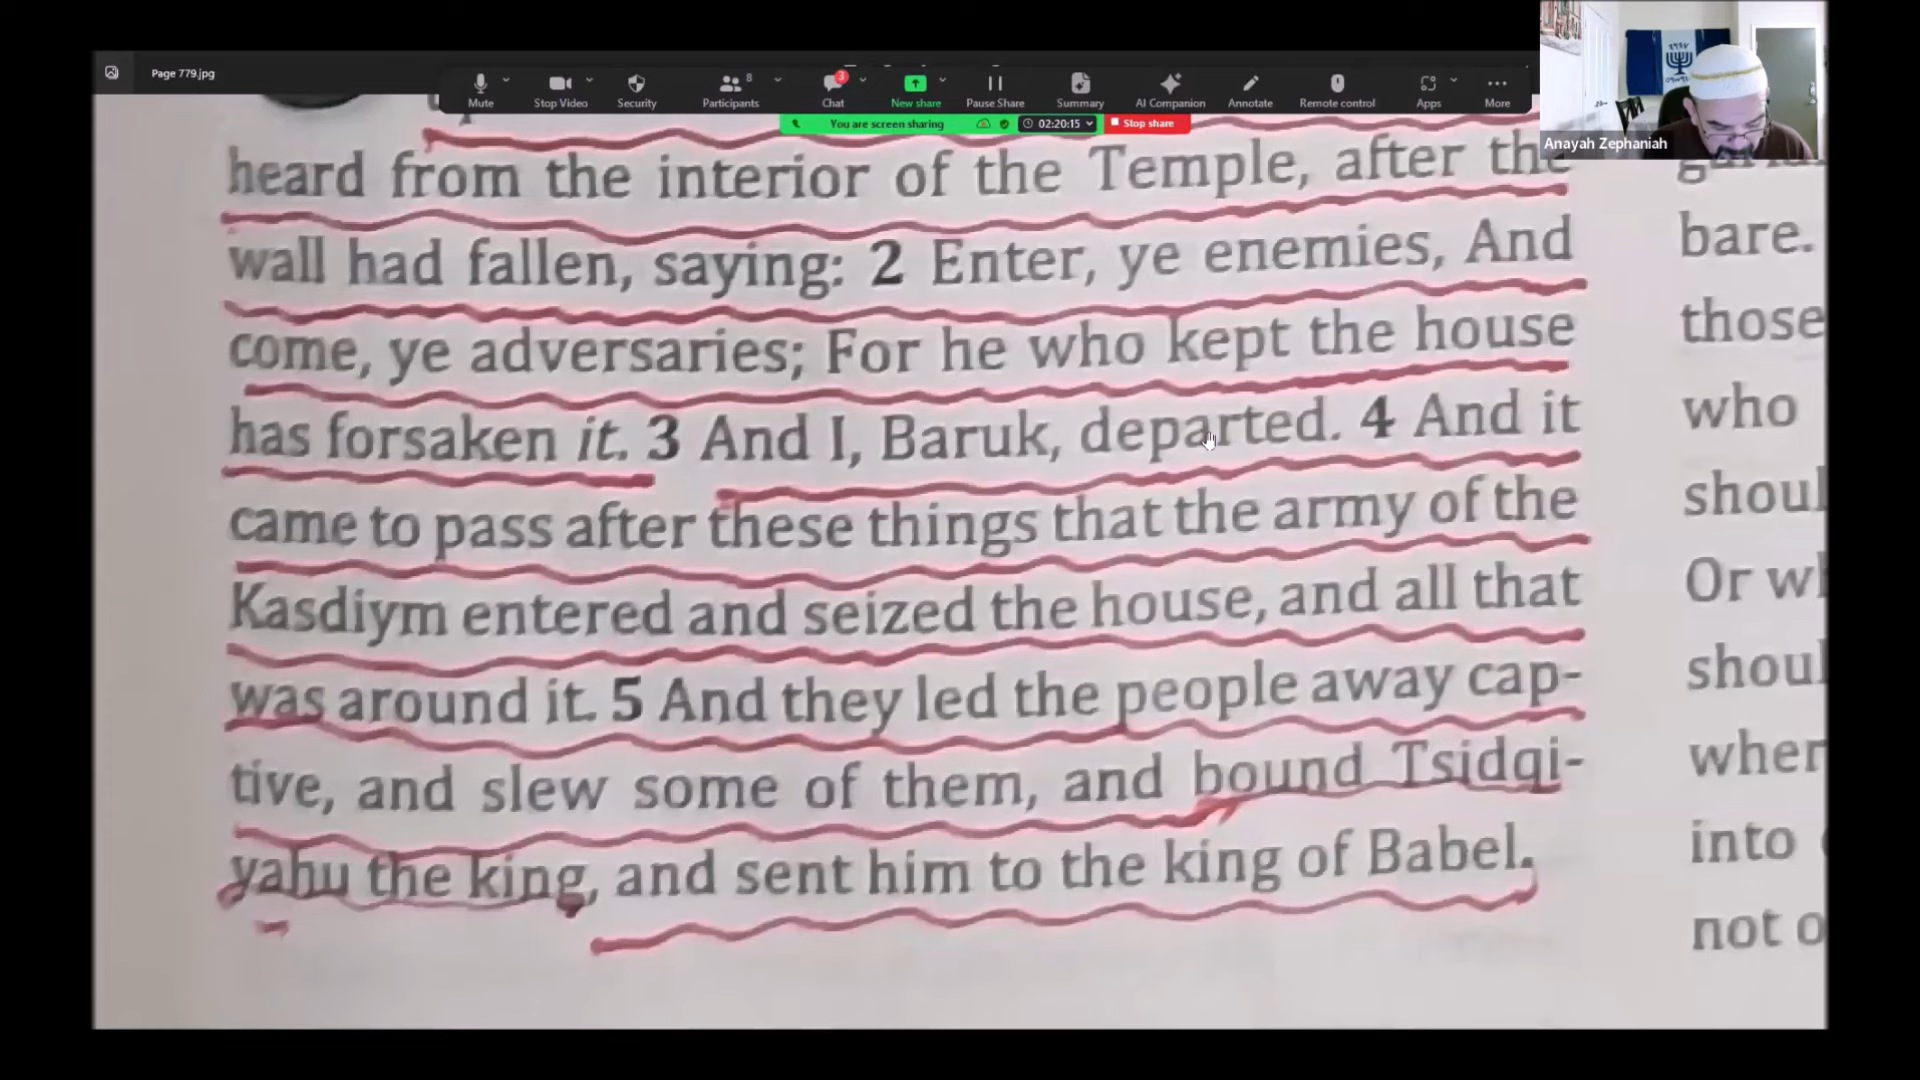 Page 779.jpg
Mute
Stop Video
Security
Participants
8
Chat
3
New share
Pause Share
Summary
AI Companion
Annotate
Remote control
Apps
More
You are screen sharing
02:20:15
Stop share
Anayah Zephaniah
heard from the interior of the Temple, after the
wall had fallen, saying: 2 Enter, ye enemies, And
come, ye adversaries; For he who kept the house
has forsaken it. 3 And I, Baruk, departed. 4 And it
came to pass after these things that the army of the
Kasdiym entered and seized the house, and all that
was around it. 5 And they led the people away cap-
tive, and slew some of them, and bound Tsidqi-
yahu the king, and sent him to the king of Babel.
bare.
those
who
shoul
Or wh
shoul
wher
into
not o